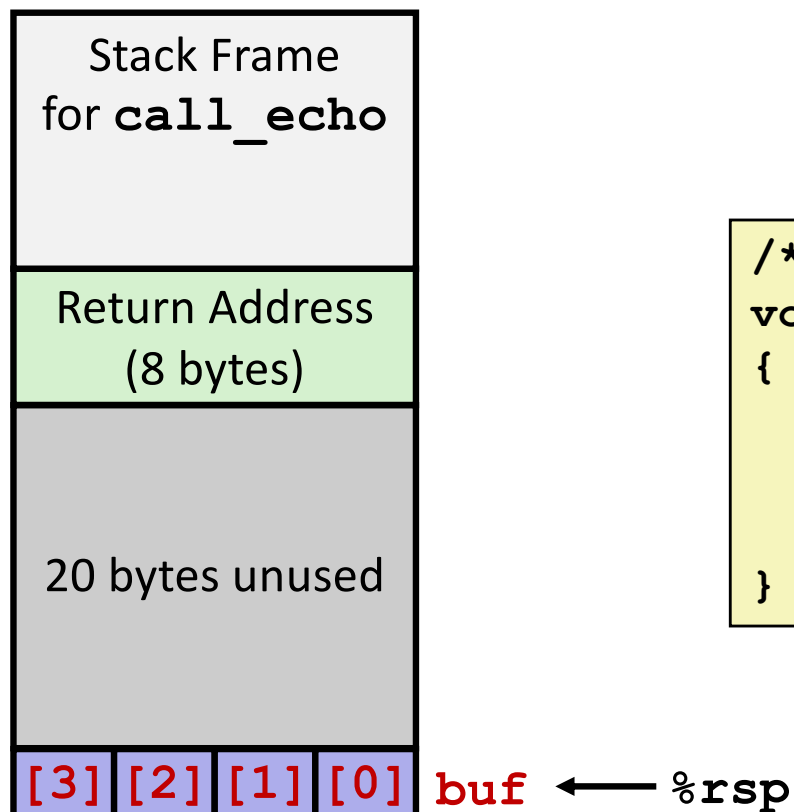 Stack Frame
for call_echo
Return Address
(8 bytes)
20 bytes unused
[3] [2] [1] [0] buf %rsp
/*
vo
{
}